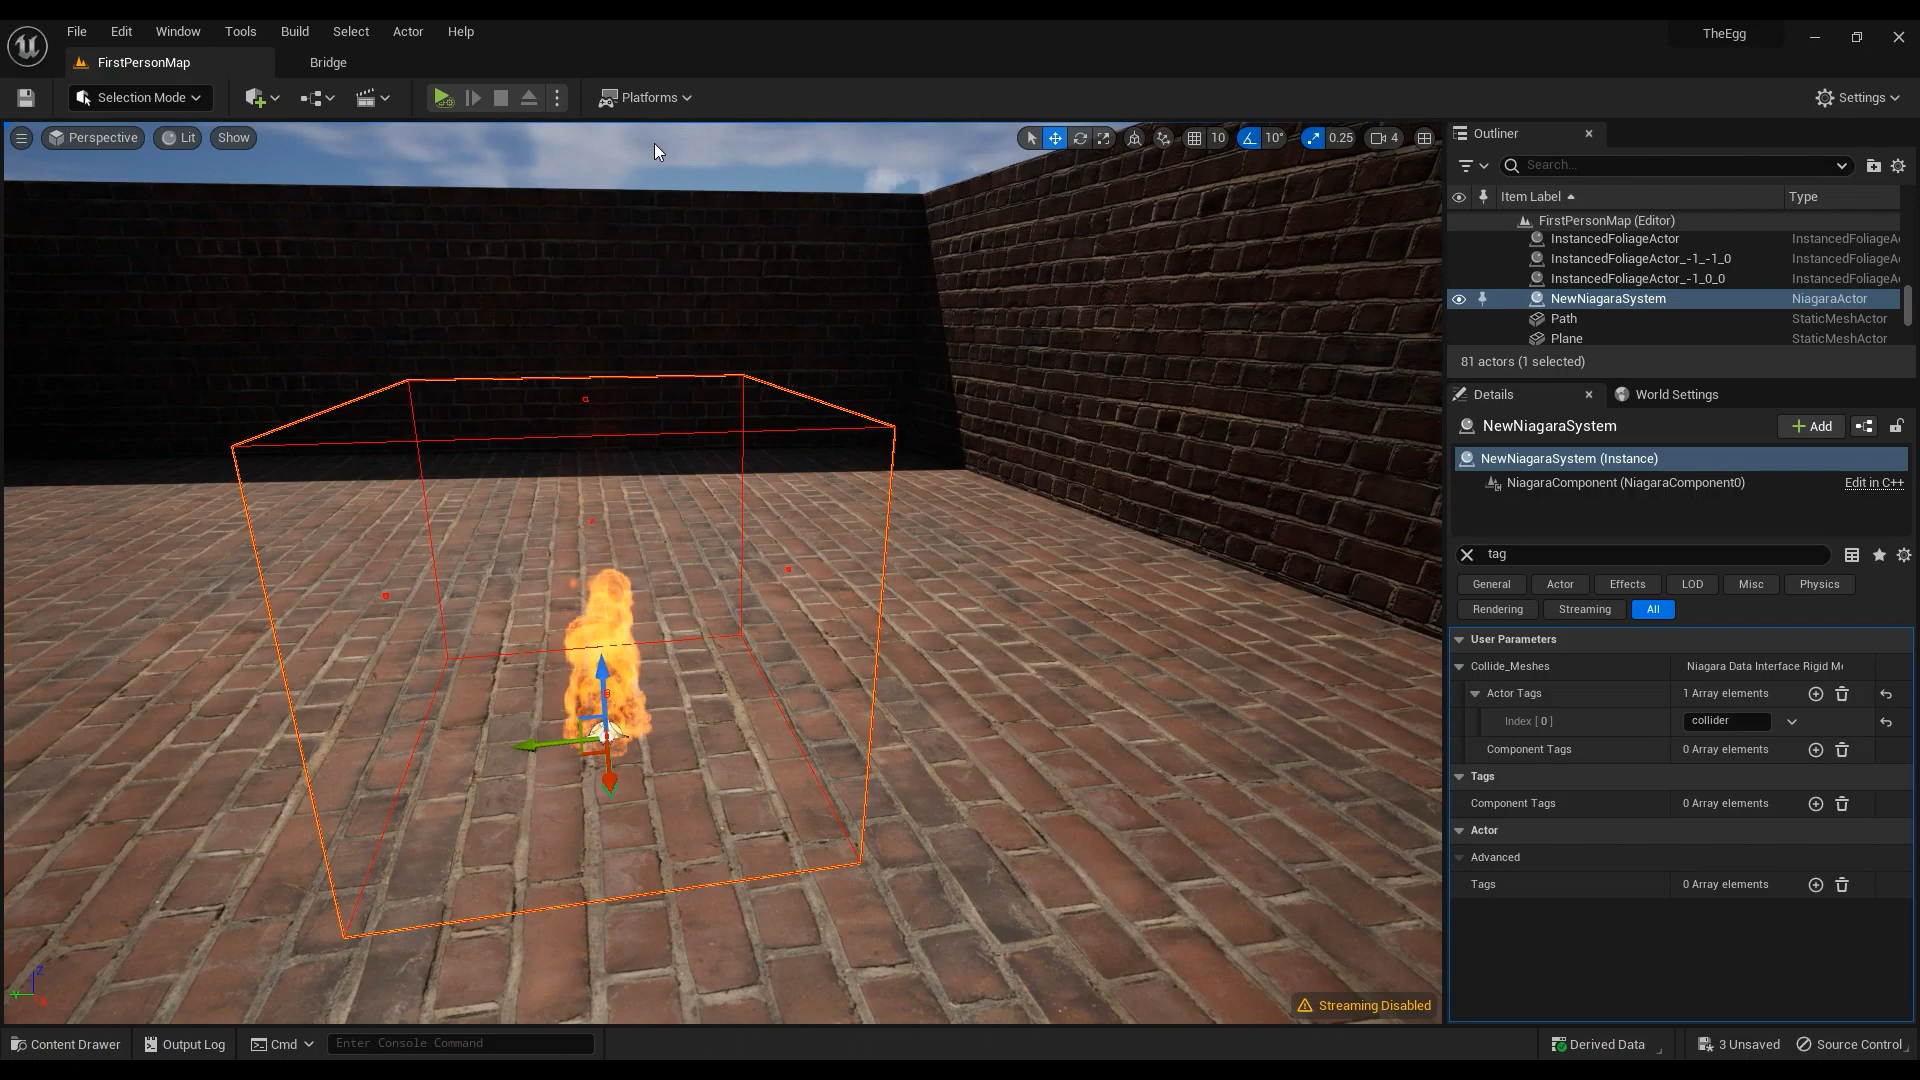 File Edit Window Tools Build Select Actor Help
TheEgg
FirstPersonMap
Bridge
Selection Mode
Platforms
Settings
Perspective
Lit
Show
10
10°
0.25
4
Outliner
Search...
Item Label
Type
FirstPersonMap (Editor)
InstancedFoliageActor InstancedFoliageA
InstancedFoliageActor_-1_-1_0 InstancedFoliageA
InstancedFoliageActor_-1_0_0 InstancedFoliageA
NewNiagaraSystem NiagaraActor
Path StaticMeshActor
Plane StaticMeshActor
81 actors (1 selected)
Details
World Settings
NewNiagaraSystem
+ Add
NewNiagaraSystem (Instance)
NiagaraComponent (NiagaraComponent0) Edit in C++
tag
General Actor Effects LOD Misc Physics
Rendering Streaming All
User Parameters
Collide_Meshes Niagara Data Interface Rigid Me
Actor Tags 1 Array elements
Index [ 0 ] collider
Component Tags 0 Array elements
Tags
Component Tags 0 Array elements
Actor
Advanced
Tags 0 Array elements
Z
Y
X
Streaming Disabled
Content Drawer
Output Log
Cmd
Enter Console Command
Derived Data
3 Unsaved
Source Control